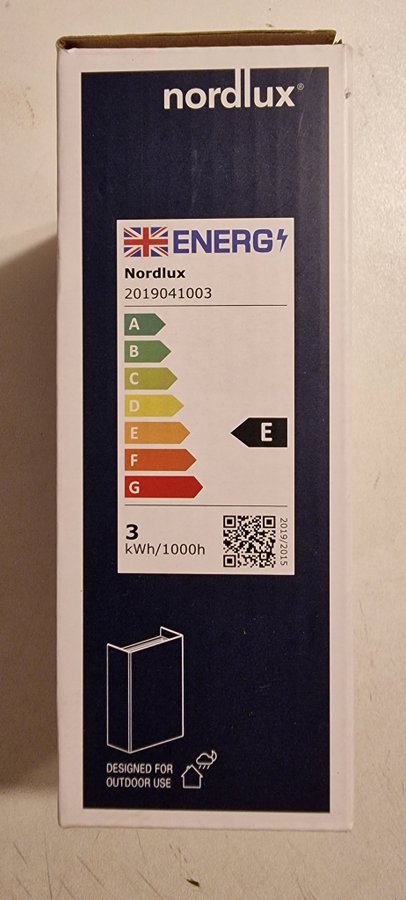 nordlux®
ENERG
Nordlux
2019041003
A
B
C
D
E
E
F
G
3
kWh/1000h
2019/2015
DESIGNED FOR
OUTDOOR USE